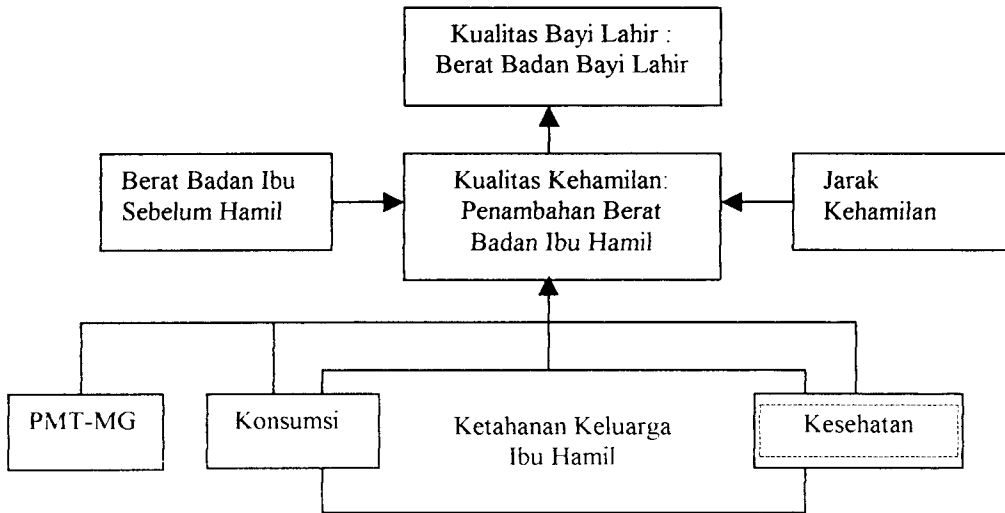 Kualitas Bayi Lahir :
Berat Badan Bayi Lahir
Berat Badan Ibu
Sebelum Hamil
Kualitas Kehamilan:
Penambahan Berat
Badan Ibu Hamil
Jarak
Kehamilan
PMT-MG
Konsumsi
Ketahanan Keluarga
Ibu Hamil
Kesehatan